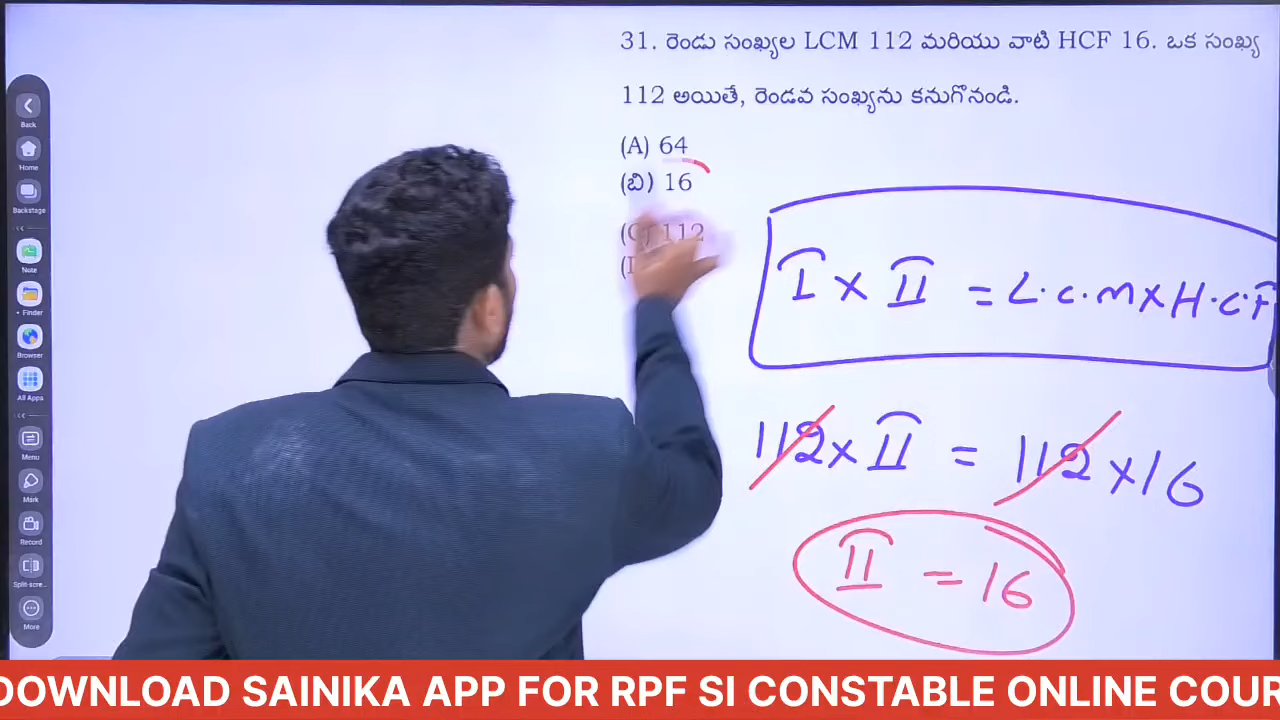 31. రెండు సంఖ్యల LCM 112 మరియు వాటి HCF 16. ఒక సంఖ్య
112 అయితే, రెండవ సంఖ్యను కనుగొనండి.
(A) 64
(బి) 16
(C) 112
I × II = L.C.M × H.C.F
112 × II = 112 × 16
II = 16
Back
Home
Backstage
Note
Finder
Browser
All Apps
Menu
Mark
Record
Split-scre..
More
DOWNLOAD SAINIKA APP FOR RPF SI CONSTABLE ONLINE COUR